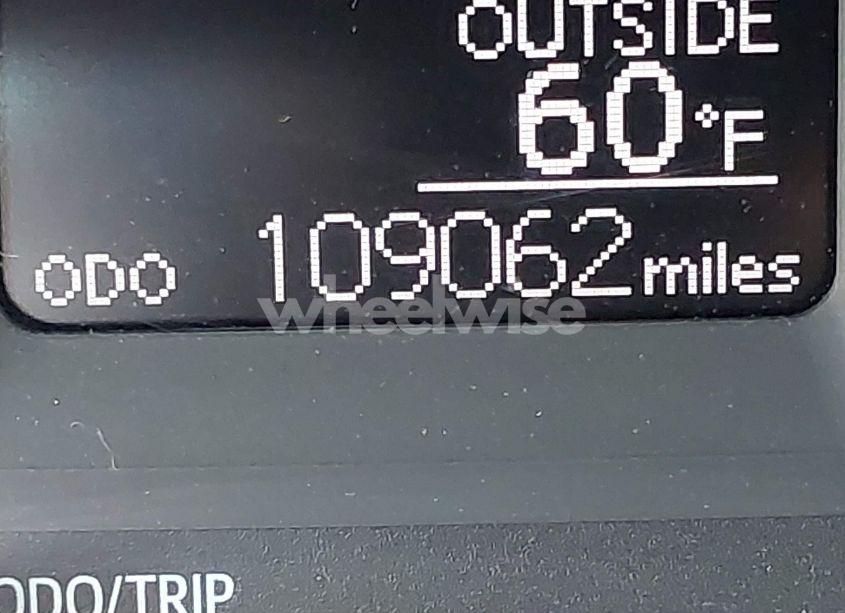 OUTSIDE
60°F
ODO 109062 miles
wheelwise
ODO/TRIP